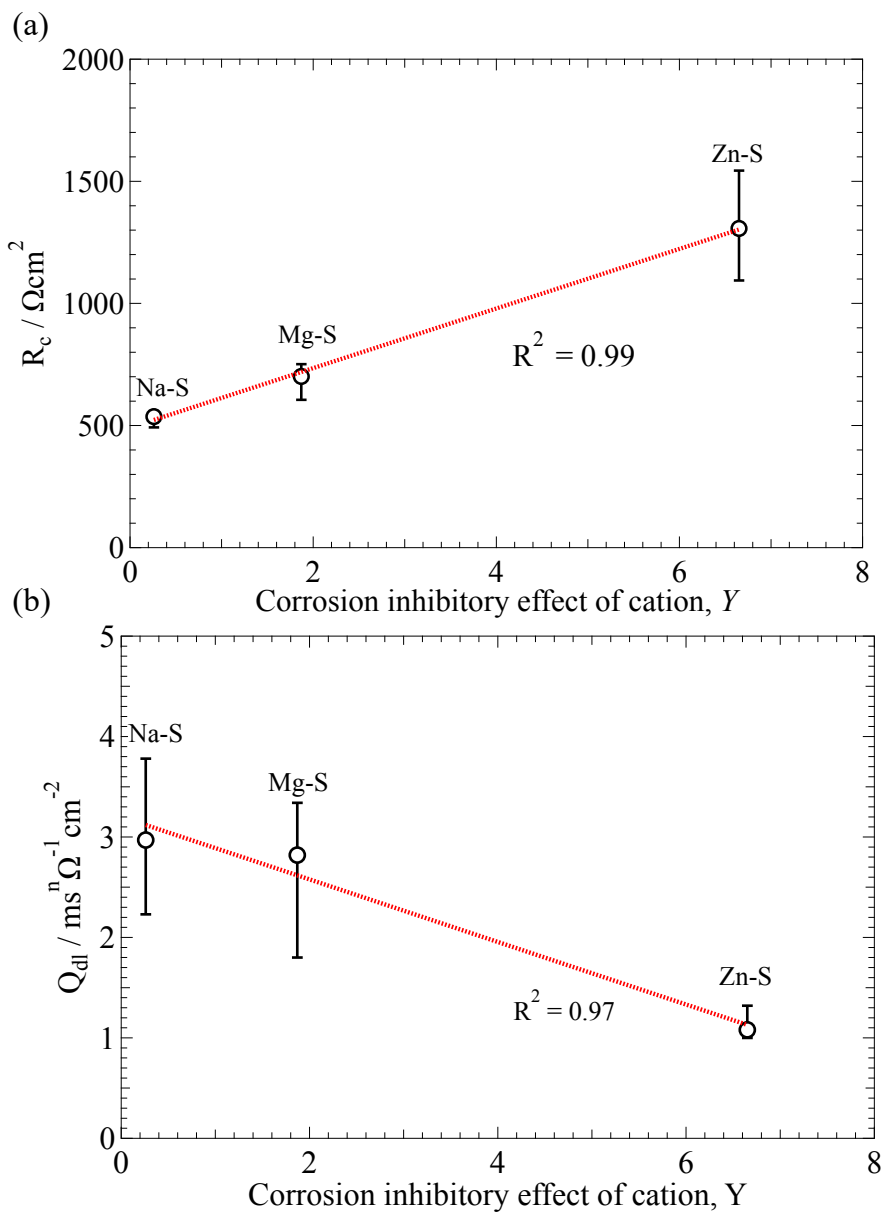 (a)
2000
1500
1000
500
0
R_c / Ωcm^2
Zn-S
Mg-S
Na-S
R^2 = 0.99
0 2 4 6 8
Corrosion inhibitory effect of cation, Y
(b)
5
4
3
2
1
0
Q_dl / ms^n Ω^-1 cm^-2
Na-S
Mg-S
Zn-S
R^2 = 0.97
0 2 4 6 8
Corrosion inhibitory effect of cation, Y